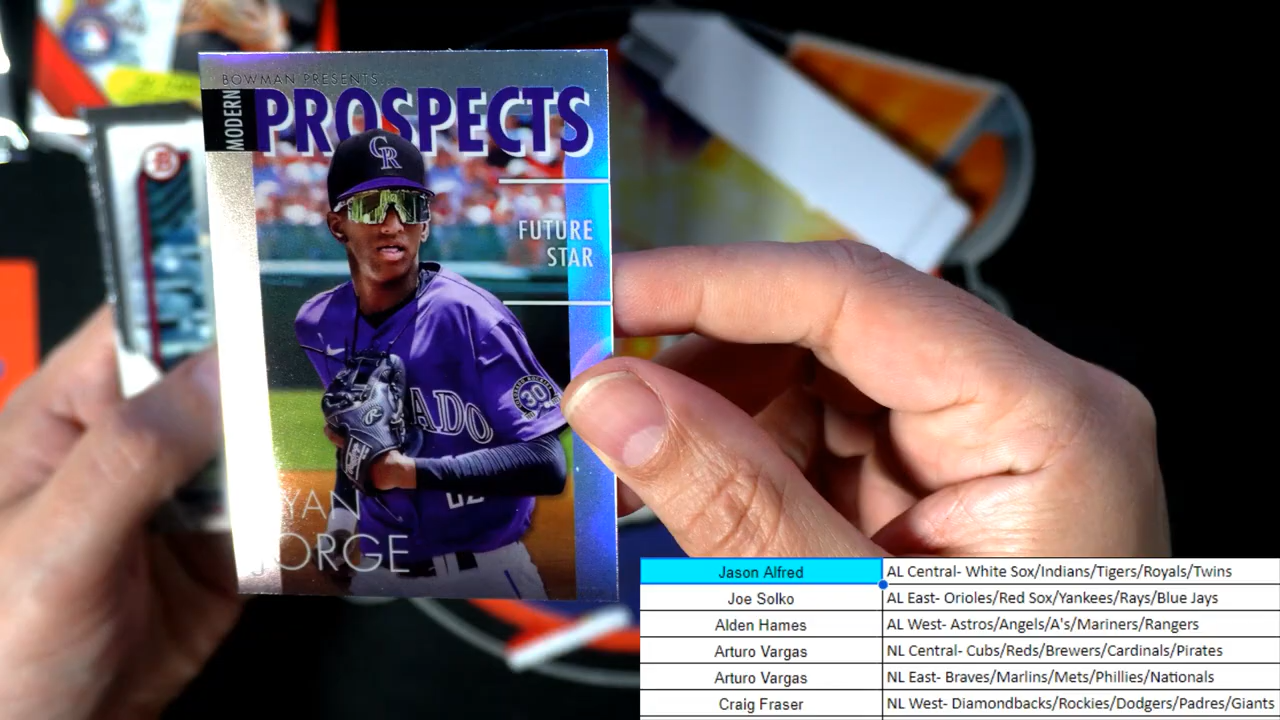 BOWMAN PRESENTS...
MODERN
PROSPECTS
CR
FUTURE
STAR
ADO
30
YAN
JORGE
Jason Alfred AL Central- White Sox/Indians/Tigers/Royals/Twins
Joe Solko AL East- Orioles/Red Sox/Yankees/Rays/Blue Jays
Alden Hames AL West- Astros/Angels/A's/Mariners/Rangers
Arturo Vargas NL Central- Cubs/Reds/Brewers/Cardinals/Pirates
Arturo Vargas NL East- Braves/Marlins/Mets/Phillies/Nationals
Craig Fraser NL West- Diamondbacks/Rockies/Dodgers/Padres/Giants